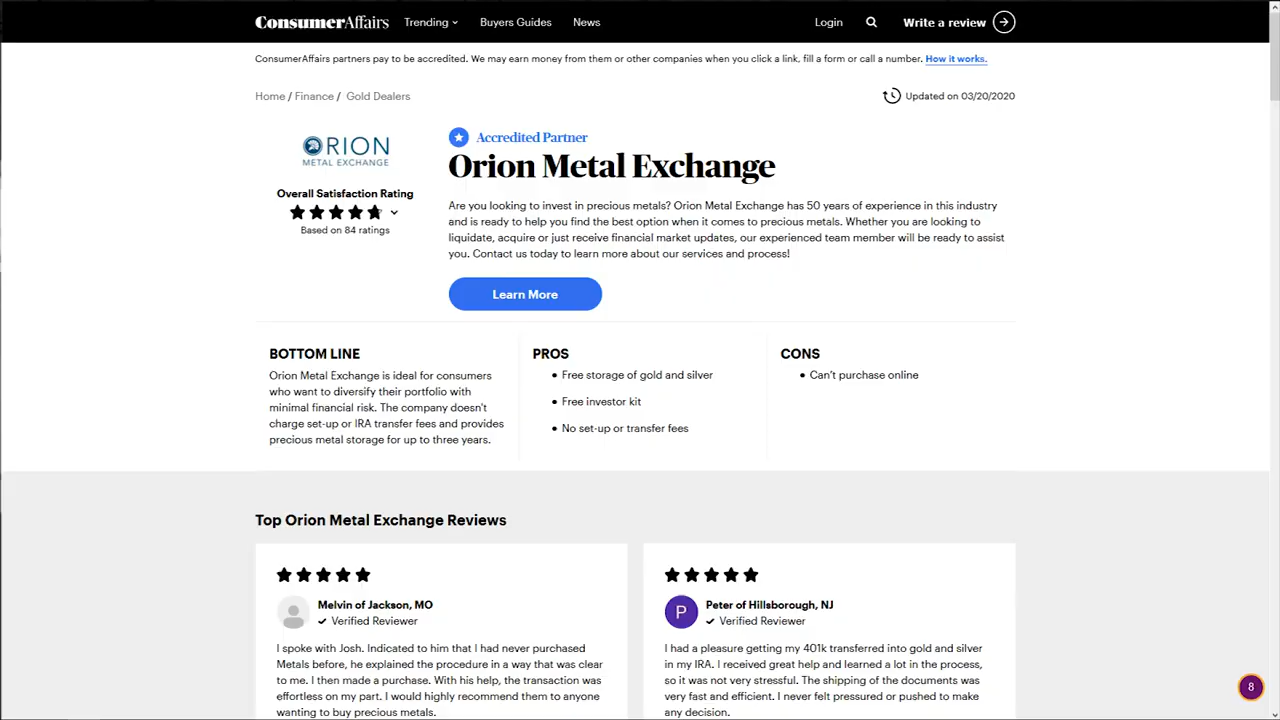 ConsumerAffairs Trending Buyers Guides News Login Write a review
ConsumerAffairs partners pay to be accredited. We may earn money from them or other companies when you click a link, fill a form or call a number. How it works.
Home / Finance / Gold Dealers
Updated on 03/20/2020
ORION
METAL EXCHANGE
Overall Satisfaction Rating
Based on 84 ratings
Accredited Partner
Orion Metal Exchange
Are you looking to invest in precious metals? Orion Metal Exchange has 50 years of experience in this industry
and is ready to help you find the best option when it comes to precious metals. Whether you are looking to
liquidate, acquire or just receive financial market updates, our experienced team member will be ready to assist
you. Contact us today to learn more about our services and process!
Learn More
BOTTOM LINE
Orion Metal Exchange is ideal for consumers
who want to diversify their portfolio with
minimal financial risk. The company doesn't
charge set-up or IRA transfer fees and provides
precious metal storage for up to three years.
PROS
• Free storage of gold and silver
• Free investor kit
• No set-up or transfer fees
CONS
• Can't purchase online
Top Orion Metal Exchange Reviews
Melvin of Jackson, MO
Verified Reviewer
I spoke with Josh. Indicated to him that I had never purchased
Metals before, he explained the procedure in a way that was clear
to me. I then made a purchase. With his help, the transaction was
effortless on my part. I would highly recommend them to anyone
wanting to buy precious metals.
P
Peter of Hillsborough, NJ
Verified Reviewer
I had a pleasure getting my 401k transferred into gold and silver
in my IRA. I received great help and learned a lot in the process,
so it was not very stressful. The shipping of the documents was
very fast and efficient. I never felt pressured or pushed to make
any decision.
8